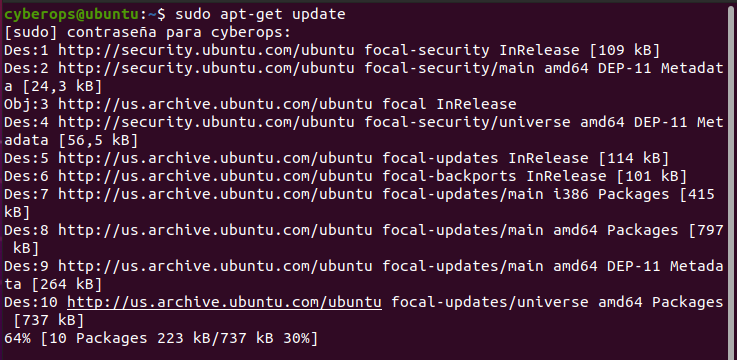 cyberops@ubuntu:~$ sudo apt-get update
[sudo] contraseña para cyberops:
Des:1 http://security.ubuntu.com/ubuntu focal-security InRelease [109 kB]
Des:2 http://security.ubuntu.com/ubuntu focal-security/main amd64 DEP-11 Metadat
a [24,3 kB]
Obj:3 http://us.archive.ubuntu.com/ubuntu focal InRelease
Des:4 http://security.ubuntu.com/ubuntu focal-security/universe amd64 DEP-11 Met
adata [56,5 kB]
Des:5 http://us.archive.ubuntu.com/ubuntu focal-updates InRelease [114 kB]
Des:6 http://us.archive.ubuntu.com/ubuntu focal-backports InRelease [101 kB]
Des:7 http://us.archive.ubuntu.com/ubuntu focal-updates/main i386 Packages [415
kB]
Des:8 http://us.archive.ubuntu.com/ubuntu focal-updates/main amd64 Packages [797
 kB]
Des:9 http://us.archive.ubuntu.com/ubuntu focal-updates/main amd64 DEP-11 Metada
ta [264 kB]
Des:10 http://us.archive.ubuntu.com/ubuntu focal-updates/universe amd64 Packages
 [737 kB]
64% [10 Packages 223 kB/737 kB 30%]